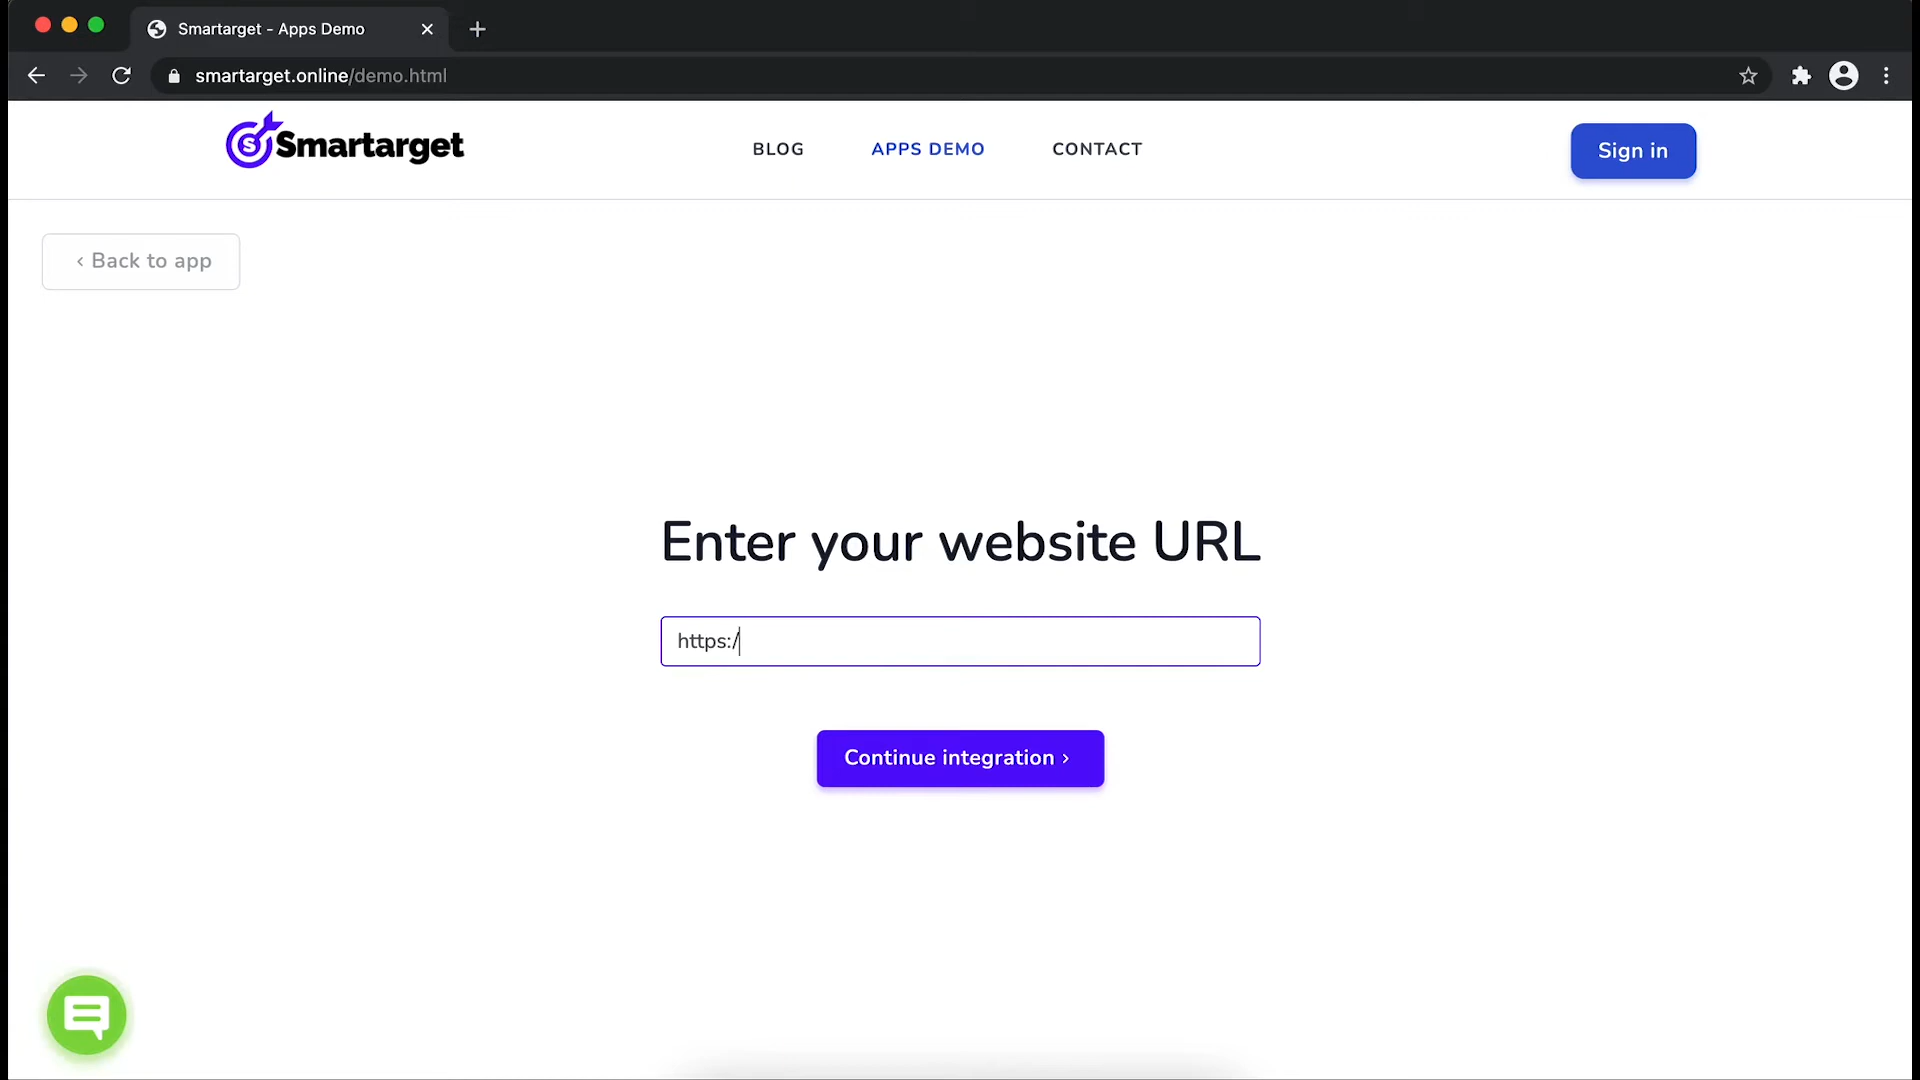 Smartarget - Apps Demo
smartarget.online/demo.html
Smartarget
BLOG
APPS DEMO
CONTACT
Sign in
‹ Back to app
Enter your website URL
https:/
Continue integration ›